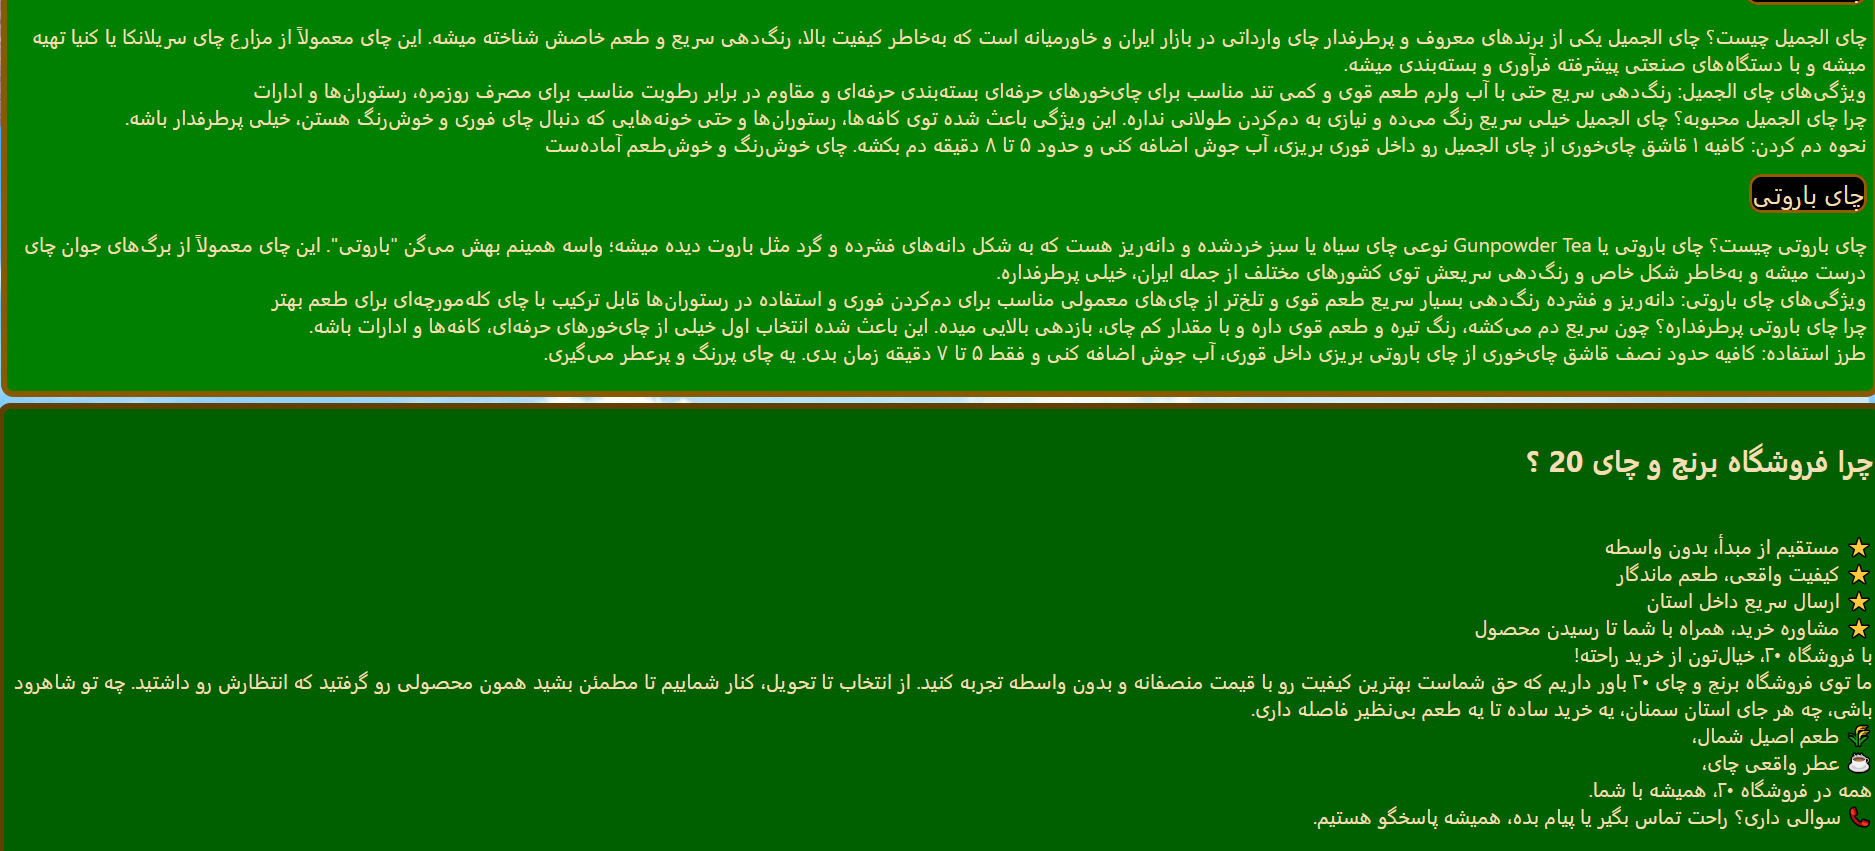 چای الجمیل چیست؟ چای الجمیل یکی از برندهای معروف و پرطرفدار چای وارداتی در بازار ایران و خاورمیانه است که به‌خاطر کیفیت بالا، رنگ‌دهی سریع و طعم خاصش شناخته میشه. این چای معمولاً از مزارع چای سریلانکا یا کنیا تهیه
میشه و با دستگاه‌های صنعتی پیشرفته فرآوری و بسته‌بندی میشه.
ویژگی‌های چای الجمیل: رنگ‌دهی سریع حتی با آب ولرم طعم قوی و کمی تند مناسب برای چای‌خورهای حرفه‌ای بسته‌بندی حرفه‌ای و مقاوم در برابر رطوبت مناسب برای مصرف روزمره، رستوران‌ها و ادارات
چرا چای الجمیل محبوبه؟ چای الجمیل خیلی سریع رنگ می‌ده و نیازی به دم‌کردن طولانی نداره. این ویژگی باعث شده توی کافه‌ها، رستوران‌ها و حتی خونه‌هایی که دنبال چای فوری و خوش‌رنگ هستن، خیلی پرطرفدار باشه.
نحوه دم کردن: کافیه ۱ قاشق چای‌خوری از چای الجمیل رو داخل قوری بریزی، آب جوش اضافه کنی و حدود ۵ تا ۸ دقیقه دم بکشه. چای خوش‌رنگ و خوش‌طعم آماده‌ست
چای باروتی
چای باروتی چیست؟ چای باروتی یا Gunpowder Tea نوعی چای سیاه یا سبز خردشده و دانه‌ریز هست که به شکل دانه‌های فشرده و گرد مثل باروت دیده میشه؛ واسه همینم بهش می‌گن "باروتی". این چای معمولاً از برگ‌های جوان چای
درست میشه و به‌خاطر شکل خاص و رنگ‌دهی سریعش توی کشورهای مختلف از جمله ایران، خیلی پرطرفداره.
ویژگی‌های چای باروتی: دانه‌ریز و فشرده رنگ‌دهی بسیار سریع طعم قوی و تلخ‌تر از چای‌های معمولی مناسب برای دم‌کردن فوری و استفاده در رستوران‌ها قابل ترکیب با چای کله‌مورچه‌ای برای طعم بهتر
چرا چای باروتی پرطرفداره؟ چون سریع دم می‌کشه، رنگ تیره و طعم قوی داره و با مقدار کم چای، بازدهی بالایی میده. این باعث شده انتخاب اول خیلی از چای‌خورهای حرفه‌ای، کافه‌ها و ادارات باشه.
طرز استفاده: کافیه حدود نصف قاشق چای‌خوری از چای باروتی بریزی داخل قوری، آب جوش اضافه کنی و فقط ۵ تا ۷ دقیقه زمان بدی. یه چای پررنگ و پرعطر می‌گیری.
چرا فروشگاه برنج و چای 20 ؟
⭐ مستقیم از مبدأ، بدون واسطه
⭐ کیفیت واقعی، طعم ماندگار
⭐ ارسال سریع داخل استان
⭐ مشاوره خرید، همراه با شما تا رسیدن محصول
با فروشگاه ۲۰، خیال‌تون از خرید راحته!
ما توی فروشگاه برنج و چای ۲۰ باور داریم که حق شماست بهترین کیفیت رو با قیمت منصفانه و بدون واسطه تجربه کنید. از انتخاب تا تحویل، کنار شماییم تا مطمئن بشید همون محصولی رو گرفتید که انتظارش رو داشتید. چه تو شاهرود
باشی، چه هر جای استان سمنان، یه خرید ساده تا یه طعم بی‌نظیر فاصله داری.
🌾 طعم اصیل شمال،
☕ عطر واقعی چای،
همه در فروشگاه ۲۰، همیشه با شما.
📞 سوالی داری؟ راحت تماس بگیر یا پیام بده، همیشه پاسخگو هستیم.